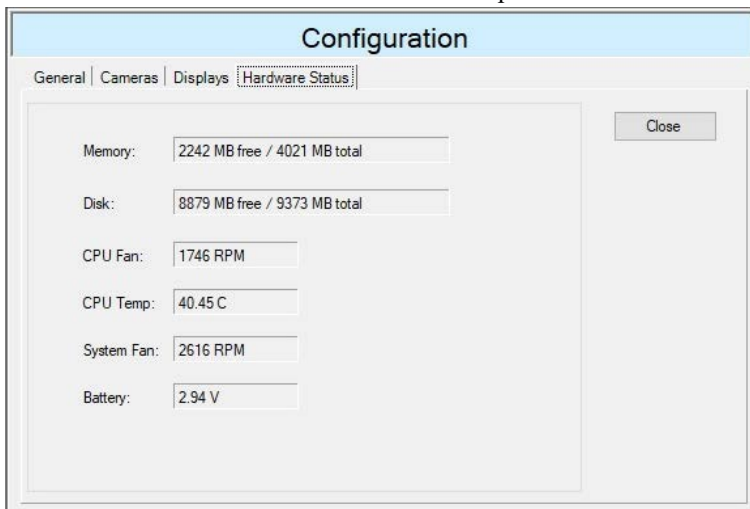 Configuration
General Cameras Displays Hardware Status
Close
Memory: 2242 MB free / 4021 MB total
Disk: 8879 MB free / 9373 MB total
CPU Fan: 1746 RPM
CPU Temp: 40.45 C
System Fan: 2616 RPM
Battery: 2.94 V